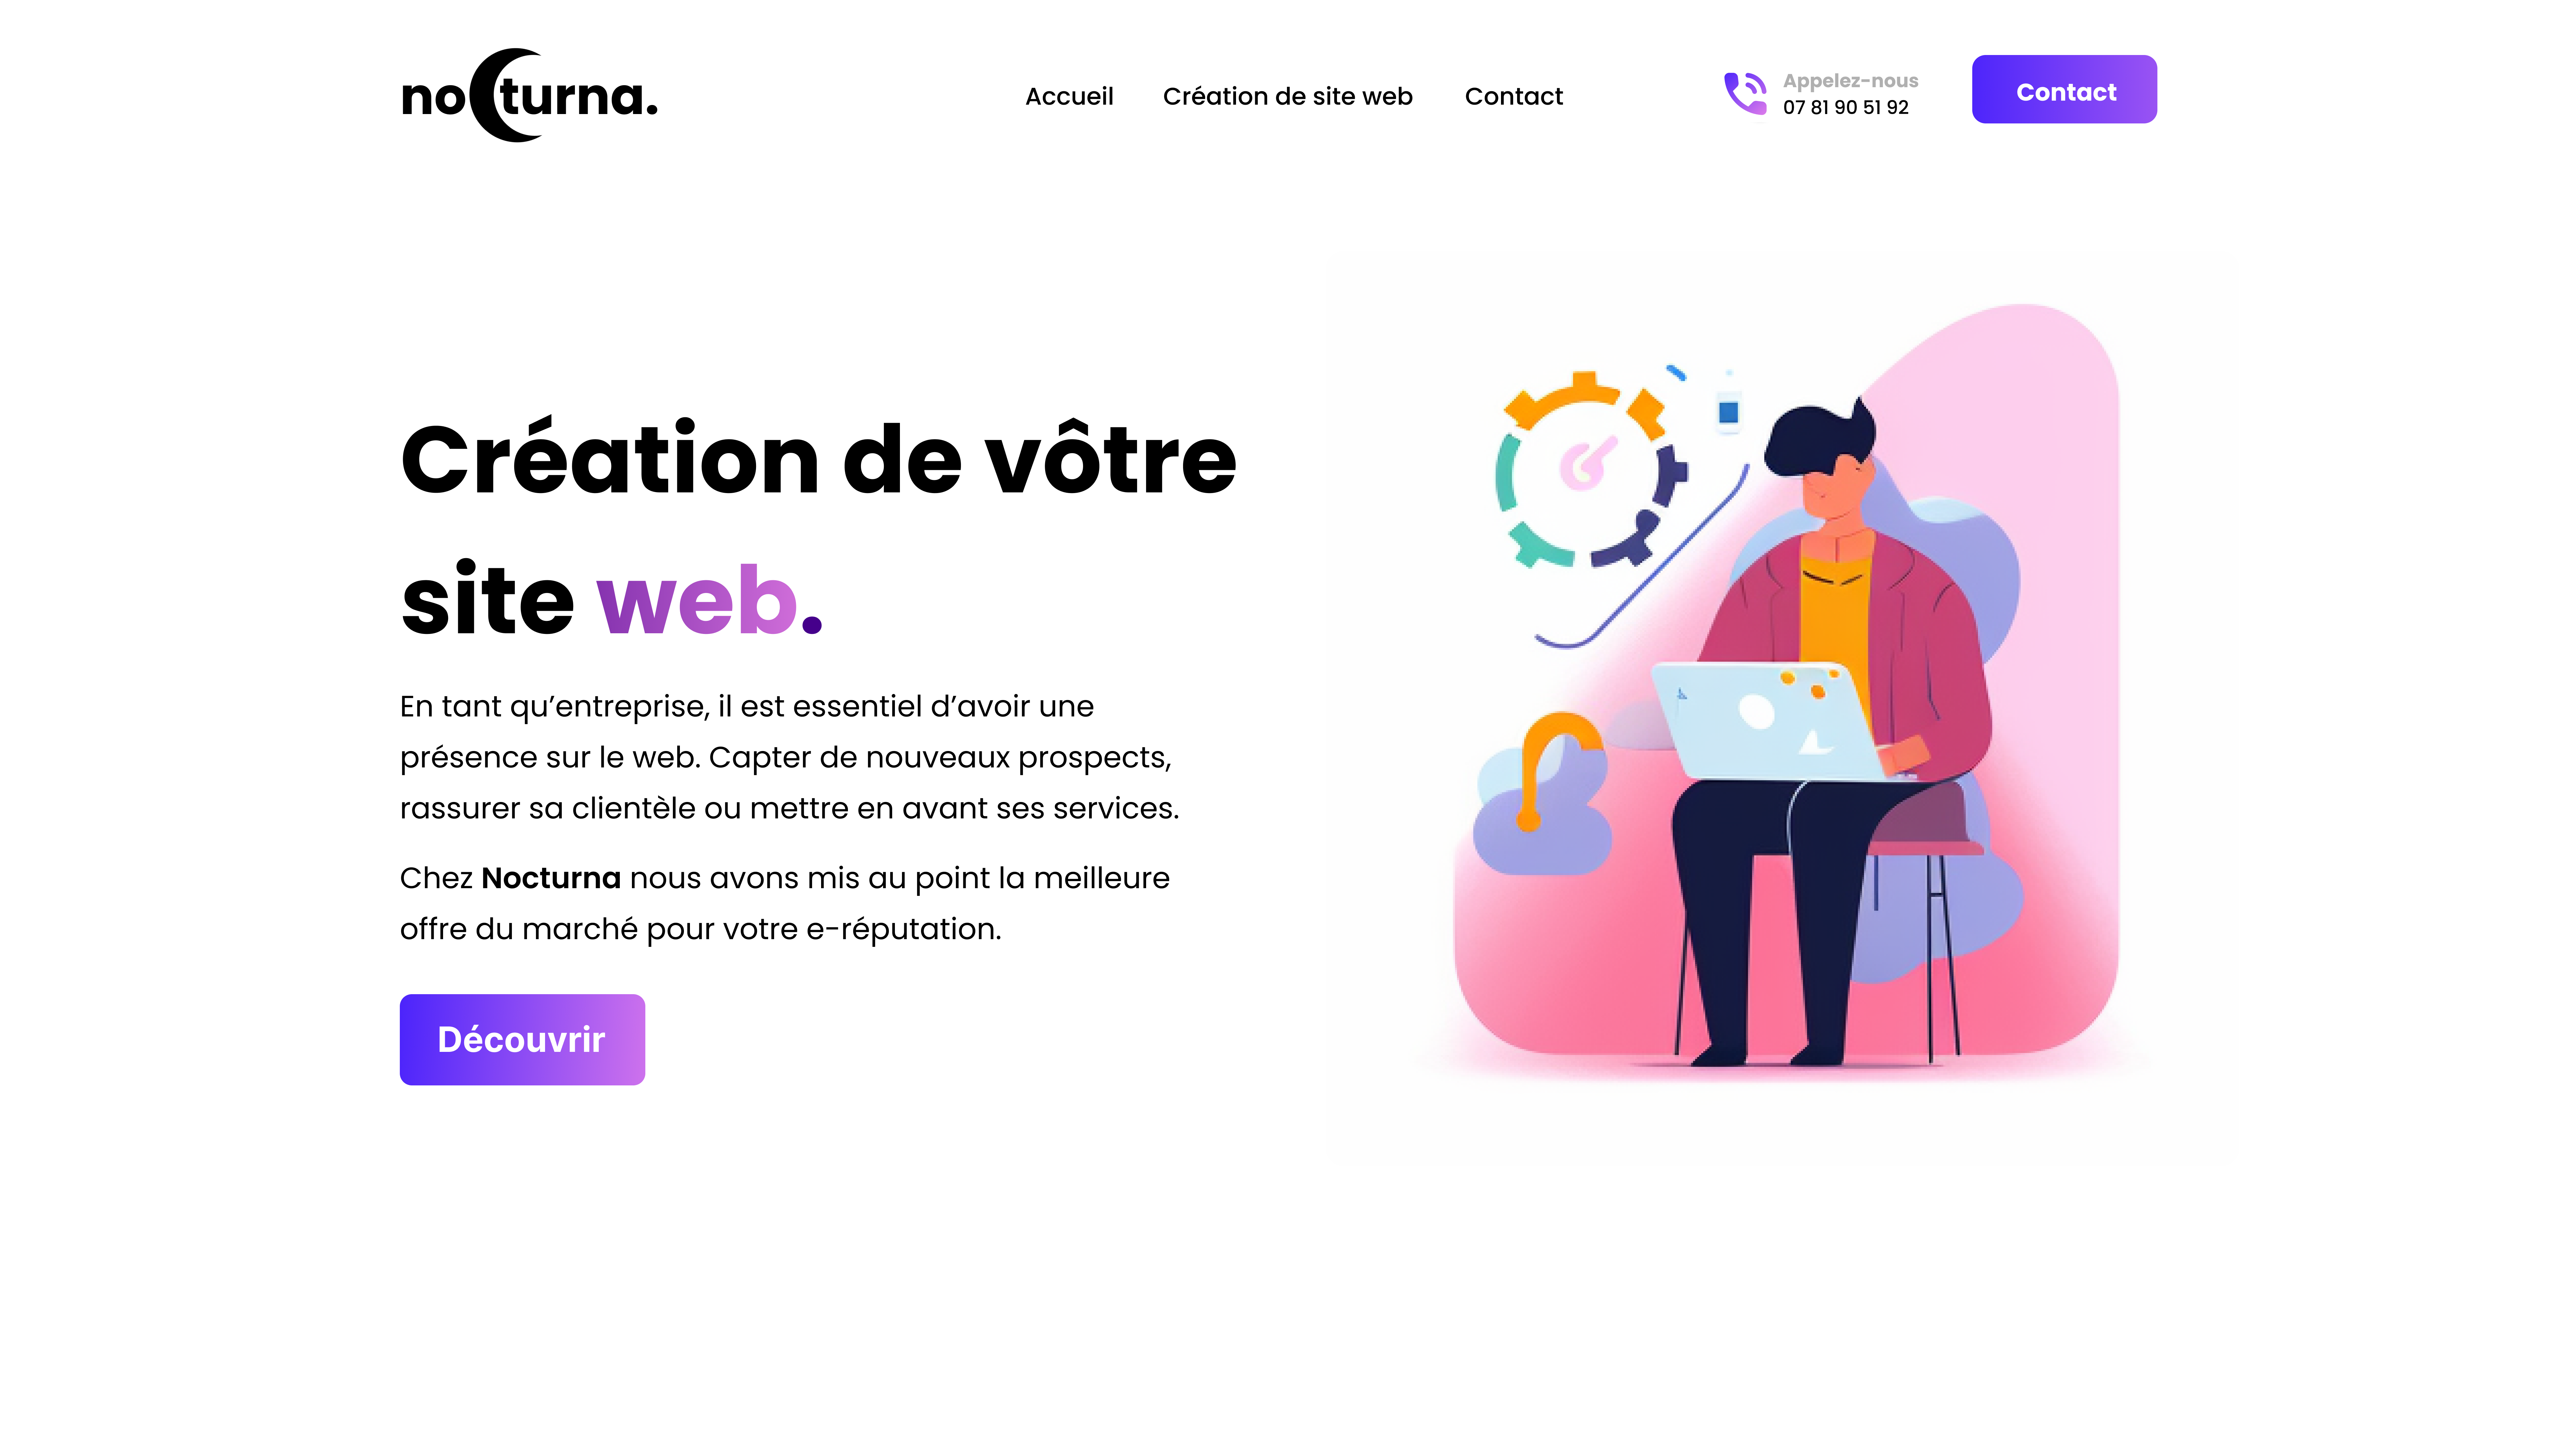 nocturna.
Accueil
Création de site web
Contact
Appelez-nous
07 81 90 51 92
Contact
Création de vôtre
site web.
En tant qu’entreprise, il est essentiel d’avoir une
présence sur le web. Capter de nouveaux prospects,
rassurer sa clientèle ou mettre en avant ses services.
Chez Nocturna nous avons mis au point la meilleure
offre du marché pour votre e-réputation.
Découvrir